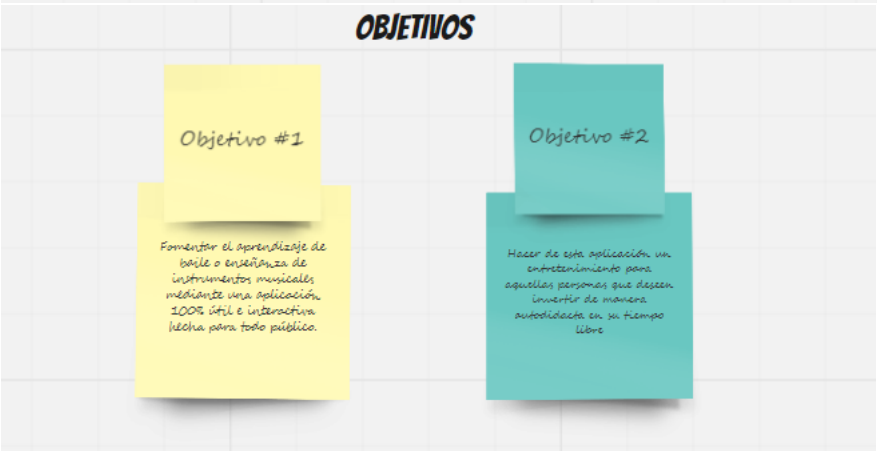 OBJETIVOS
Objetivo #1
Fomentar el aprendizaje de
baile o enseñanza de
instrumentos musicales
mediante una aplicación
100% útil e interactiva
hecha para todo público.
Objetivo #2
Hacer de esta aplicación un
entretenimiento para
aquellas personas que deseen
invertir de manera
autodidacta en su tiempo
libre